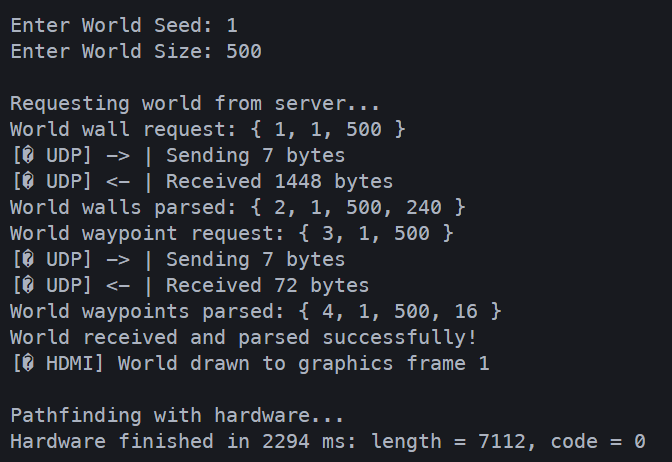 Enter World Seed: 1
Enter World Size: 500
Requesting world from server...
World wall request: { 1, 1, 500 }
[� UDP] -> | Sending 7 bytes
[� UDP] <- | Received 1448 bytes
World walls parsed: { 2, 1, 500, 240 }
World waypoint request: { 3, 1, 500 }
[� UDP] -> | Sending 7 bytes
[� UDP] <- | Received 72 bytes
World waypoints parsed: { 4, 1, 500, 16 }
World received and parsed successfully!
[� HDMI] World drawn to graphics frame 1
Pathfinding with hardware...
Hardware finished in 2294 ms: length = 7112, code = 0